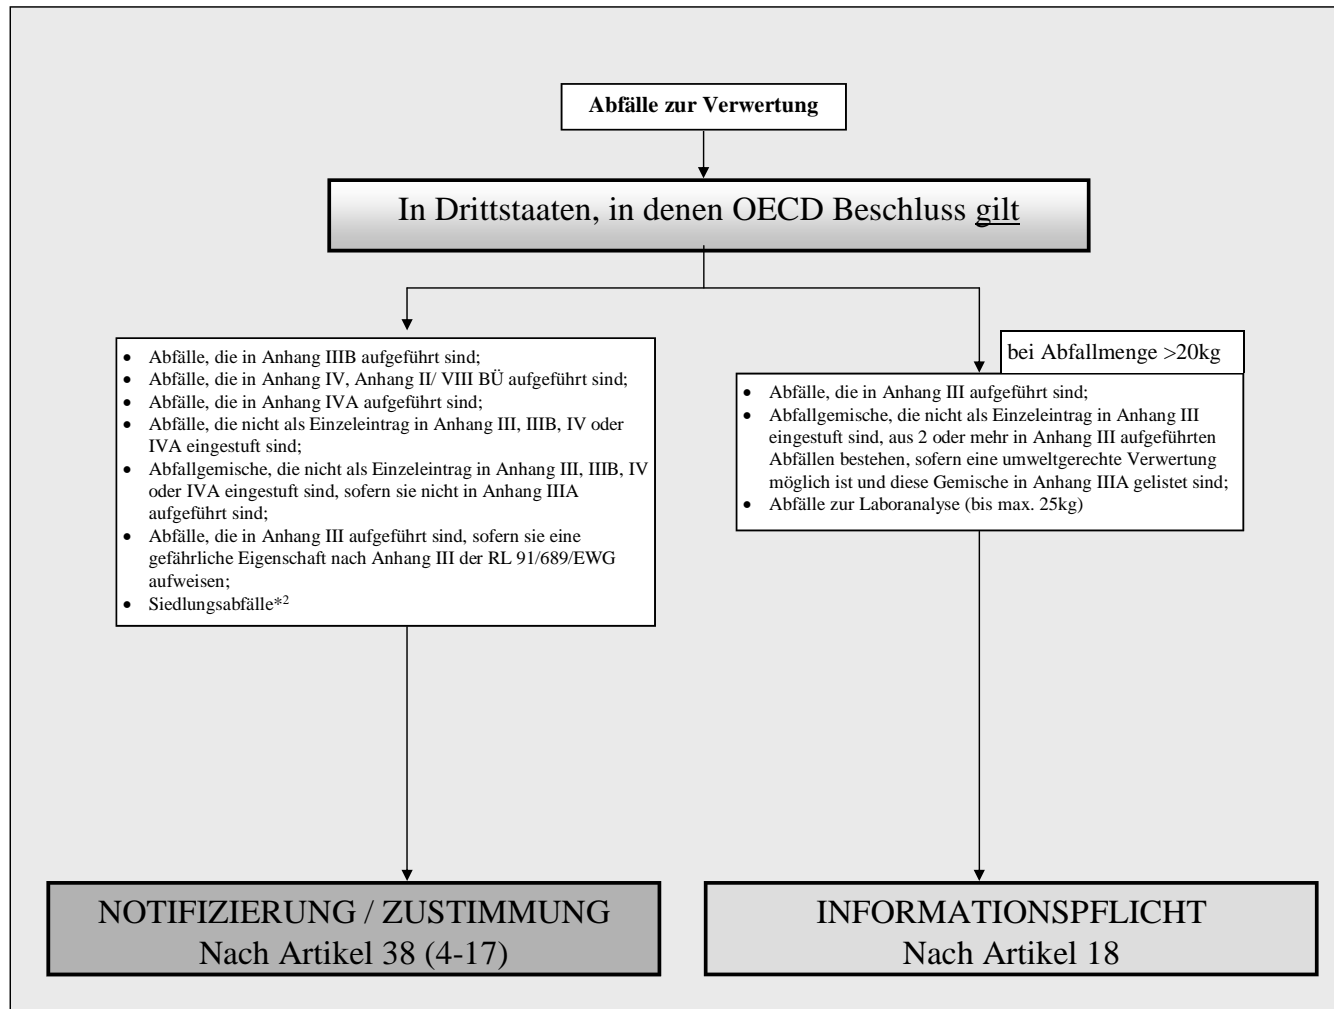 Abfälle zur Verwertung
In Drittstaaten, in denen OECD Beschluss gilt
• Abfälle, die in Anhang IIIB aufgeführt sind;
• Abfälle, die in Anhang IV, Anhang II/ VIII BÜ aufgeführt sind;
• Abfälle, die in Anhang IVA aufgeführt sind;
• Abfälle, die nicht als Einzeleintrag in Anhang III, IIIB, IV oder
IVA eingestuft sind;
• Abfallgemische, die nicht als Einzeleintrag in Anhang III, IIIB, IV
oder IVA eingestuft sind, sofern sie nicht in Anhang IIIA
aufgeführt sind;
• Abfälle, die in Anhang III aufgeführt sind, sofern sie eine
gefährliche Eigenschaft nach Anhang III der RL 91/689/EWG
aufweisen;
• Siedlungsabfälle*²
bei Abfallmenge >20kg
• Abfälle, die in Anhang III aufgeführt sind;
• Abfallgemische, die nicht als Einzeleintrag in Anhang III
eingestuft sind, aus 2 oder mehr in Anhang III aufgeführten
Abfällen bestehen, sofern eine umweltgerechte Verwertung
möglich ist und diese Gemische in Anhang IIIA gelistet sind;
• Abfälle zur Laboranalyse (bis max. 25kg)
NOTIFIZIERUNG / ZUSTIMMUNG
Nach Artikel 38 (4-17)
INFORMATIONSPFLICHT
Nach Artikel 18